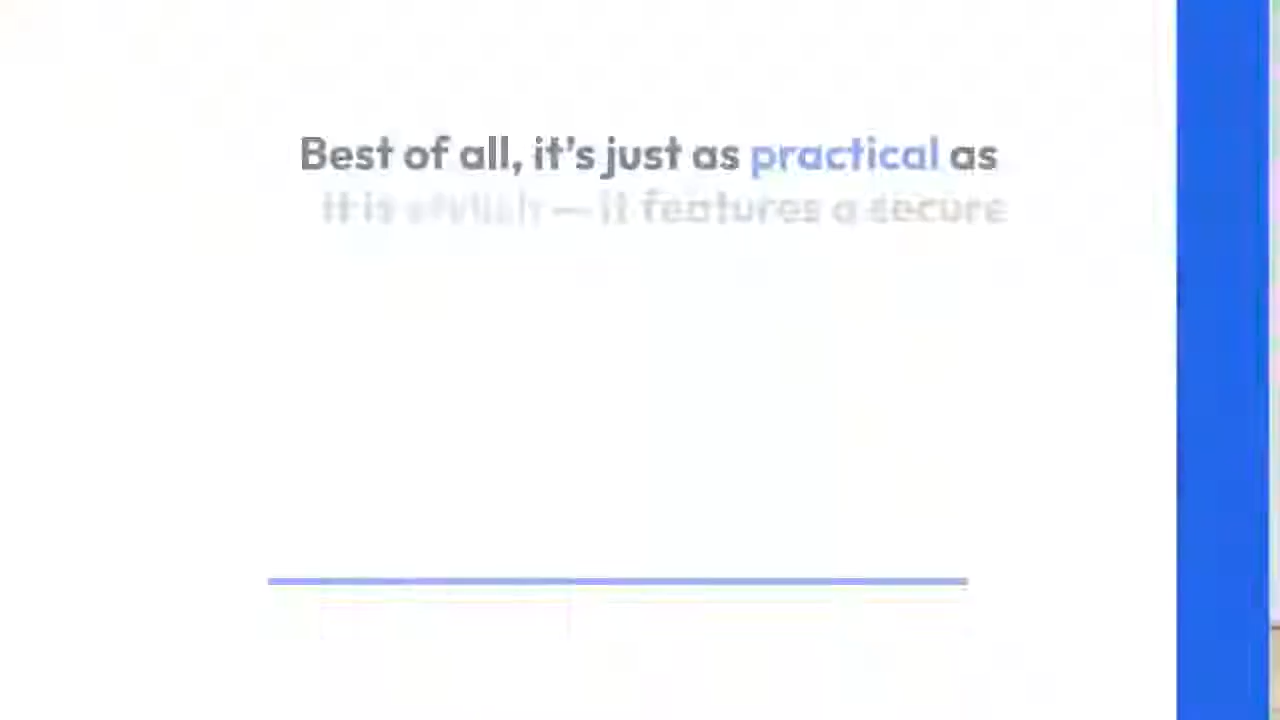 Best of all, it's just as practical as
it is stylish — it features a secure